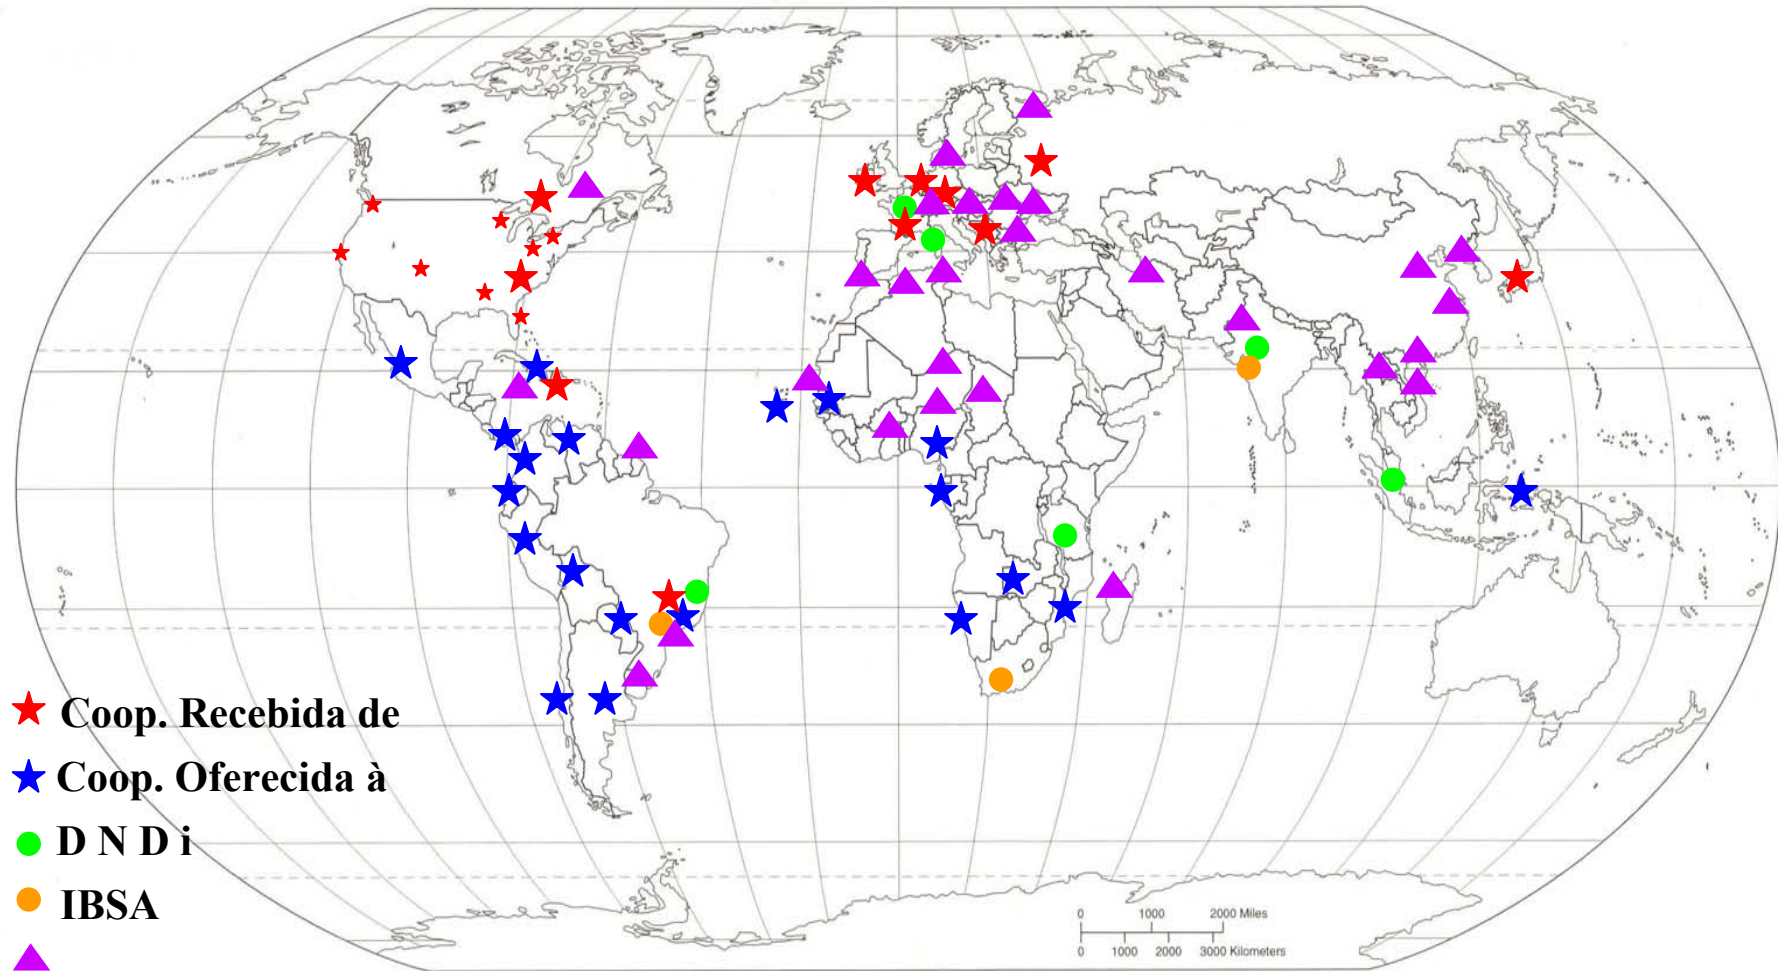 Coop. Recebida de
Coop. Oferecida à
D N D i
IBSA
0 1000 2000 Miles
0 1000 2000 3000 Kilometers